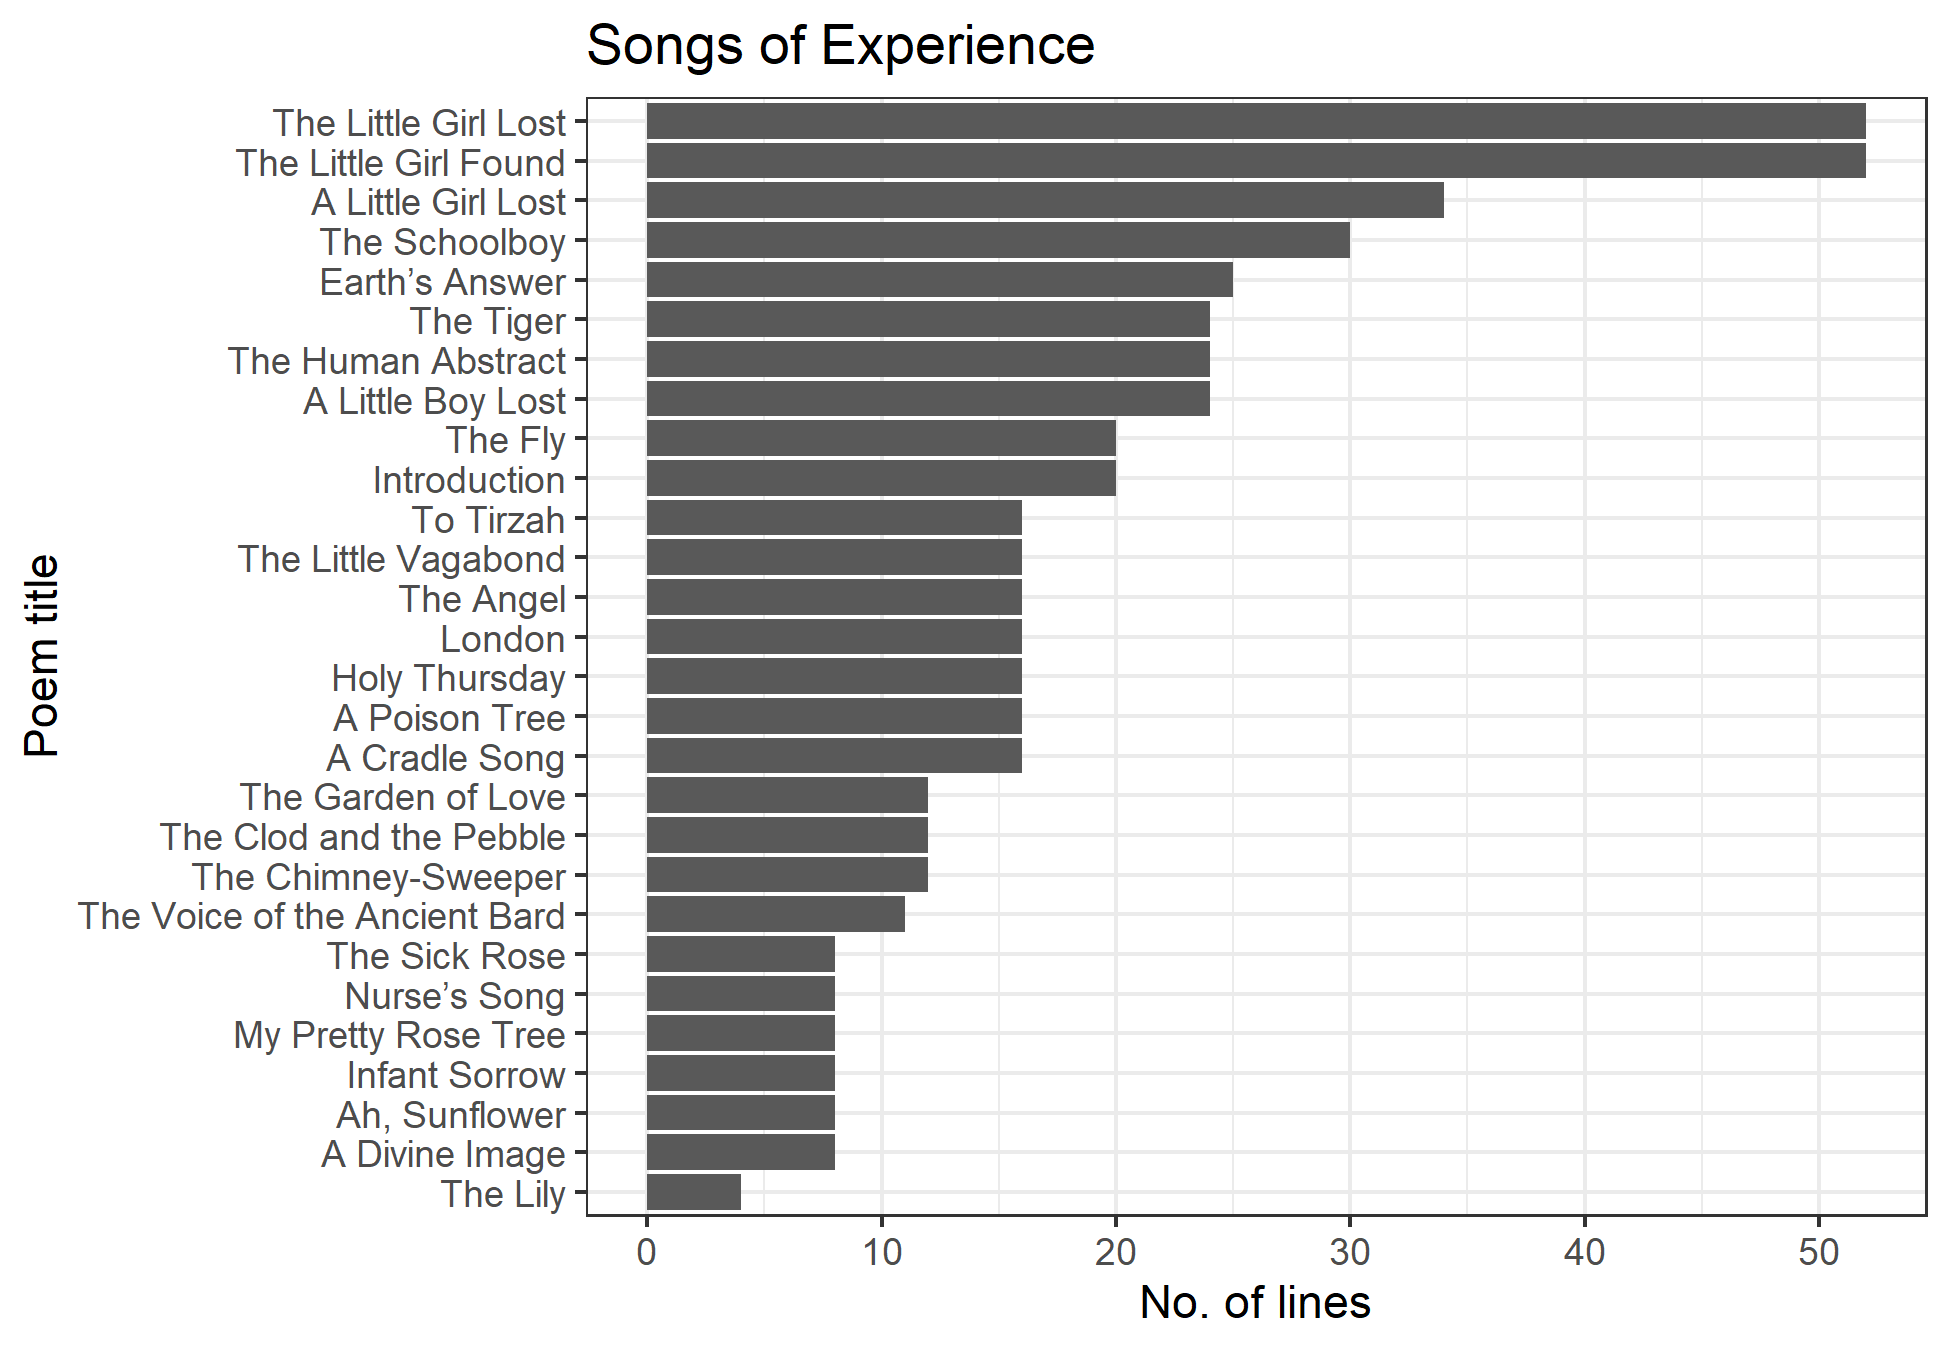 Songs of Experience
The Little Girl Lost
The Little Girl Found
A Little Girl Lost
The Schoolboy
Earth’s Answer
The Tiger
The Human Abstract
A Little Boy Lost
The Fly
Introduction
To Tirzah
The Little Vagabond
The Angel
London
Holy Thursday
A Poison Tree
A Cradle Song
The Garden of Love
The Clod and the Pebble
The Chimney-Sweeper
The Voice of the Ancient Bard
The Sick Rose
Nurse’s Song
My Pretty Rose Tree
Infant Sorrow
Ah, Sunflower
A Divine Image
The Lily
Poem title
0 10 20 30 40 50
No. of lines